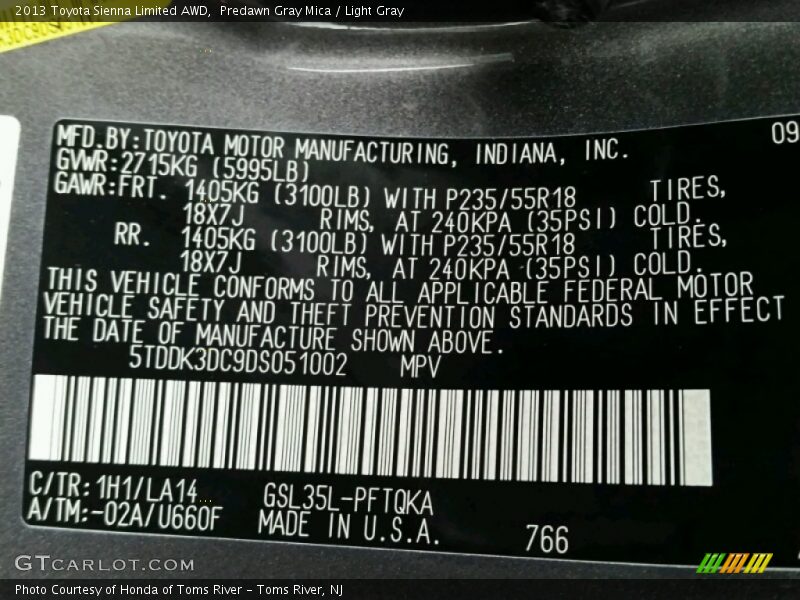 2013 Toyota Sienna Limited AWD,  Predawn Gray Mica / Light Gray
MFD.BY:TOYOTA MOTOR MANUFACTURING, INDIANA, INC. 09
GVWR:2715KG (5995LB)
GAWR:FRT. 1405KG (3100LB) WITH P235/55R18 TIRES,
18X7J RIMS, AT 240KPA (35PSI) COLD.
RR. 1405KG (3100LB) WITH P235/55R18 TIRES,
18X7J RIMS, AT 240KPA (35PSI) COLD.
THIS VEHICLE CONFORMS TO ALL APPLICABLE FEDERAL MOTOR
VEHICLE SAFETY AND THEFT PREVENTION STANDARDS IN EFFECT
THE DATE OF MANUFACTURE SHOWN ABOVE.
5TDDK3DC9DS051002 MPV
C/TR:1H1/LA14 GSL35L-PFTQKA
A/TM:-02A/U660F MADE IN U.S.A. 766
GTCARLOT.COM
Photo Courtesy of Honda of Toms River – Toms River, NJ